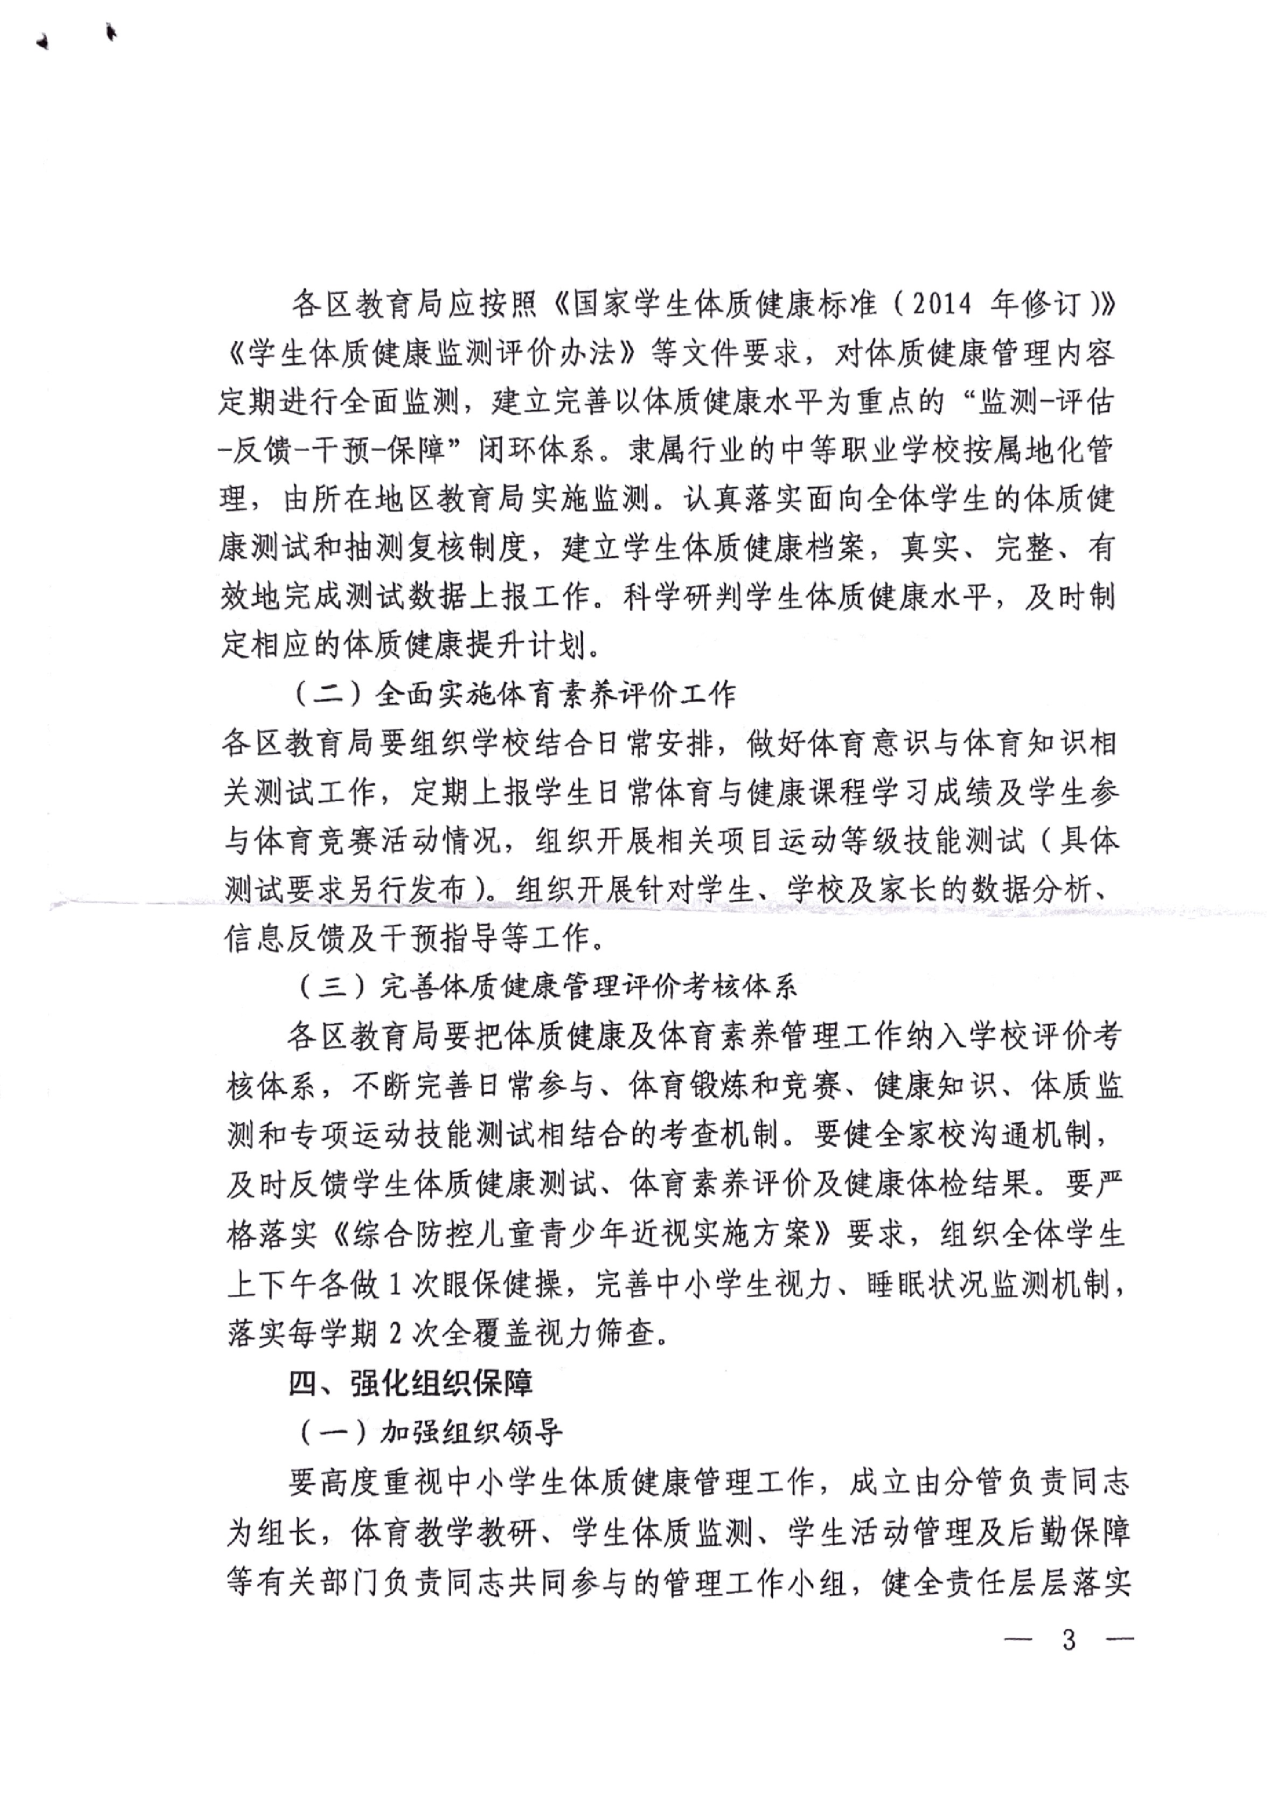 各区教育局应按照《国家学生体质健康标准（2014 年修订）》
《学生体质健康监测评价办法》等文件要求，对体质健康管理内容
定期进行全面监测，建立完善以体质健康水平为重点的“监测-评估
-反馈-干预-保障”闭环体系。隶属行业的中等职业学校按属地化管
理，由所在地区教育局实施监测。认真落实面向全体学生的体质健
康测试和抽测复核制度，建立学生体质健康档案，真实、完整、有
效地完成测试数据上报工作。科学研判学生体质健康水平，及时制
定相应的体质健康提升计划。
（二）全面实施体育素养评价工作
各区教育局要组织学校结合日常安排，做好体育意识与体育知识相
关测试工作，定期上报学生日常体育与健康课程学习成绩及学生参
与体育竞赛活动情况，组织开展相关项目运动等级技能测试（具体
测试要求另行发布）。组织开展针对学生、学校及家长的数据分析、
信息反馈及干预指导等工作。
（三）完善体质健康管理评价考核体系
各区教育局要把体质健康及体育素养管理工作纳入学校评价考
核体系，不断完善日常参与、体育锻炼和竞赛、健康知识、体质监
测和专项运动技能测试相结合的考查机制。要健全家校沟通机制，
及时反馈学生体质健康测试、体育素养评价及健康体检结果。要严
格落实《综合防控儿童青少年近视实施方案》要求，组织全体学生
上下午各做1次眼保健操，完善中小学生视力、睡眠状况监测机制，
落实每学期2次全覆盖视力筛查。
四、强化组织保障
（一）加强组织领导
要高度重视中小学生体质健康管理工作，成立由分管负责同志
为组长，体育教学教研、学生体质监测、学生活动管理及后勤保障
等有关部门负责同志共同参与的管理工作小组，健全责任层层落实
— 3 —